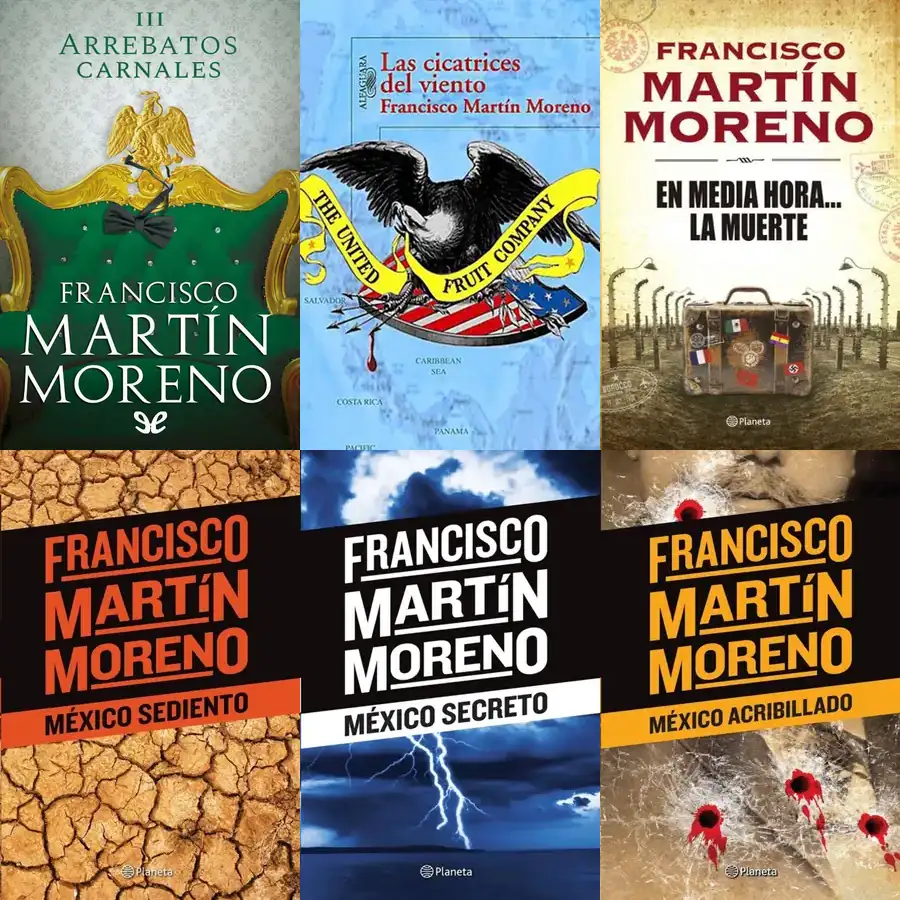 III
ARREBATOS
CARNALES
FRANCISCO
MARTÍN
MORENO
ALFAGUARA
Las cicatrices
del viento
Francisco Martín Moreno
THE UNITED
FRUIT COMPANY
SALVADOR
CARIBBEAN
SEA
COSTA RICA
PANAMA
PACIFIC
FRANCISCO
MARTÍN
MORENO
EN MEDIA HORA...
LA MUERTE
MOROCCO
Planeta
FRANCISCO
MARTÍN
MORENO
MÉXICO SEDIENTO
Planeta
FRANCISCO
MARTÍN
MORENO
MÉXICO SECRETO
Planeta
FRANCISCO
MARTÍN
MORENO
MÉXICO ACRIBILLADO
Planeta